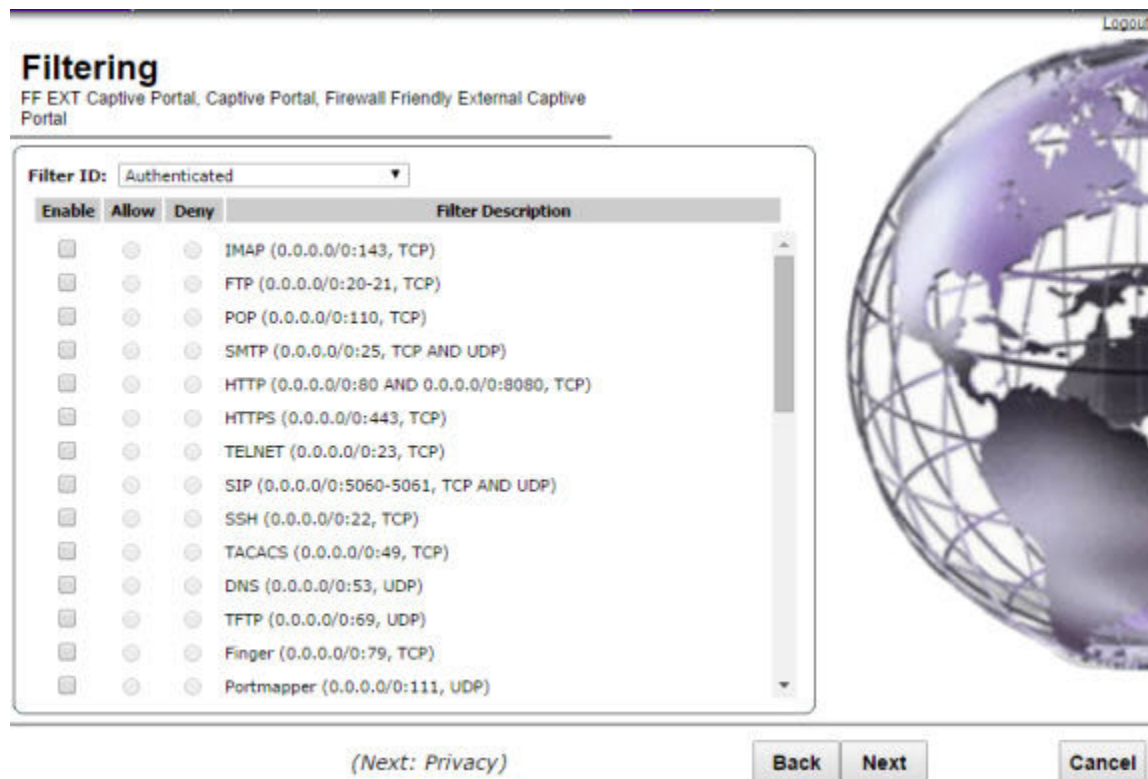 Logout
Filtering
FF EXT Captive Portal, Captive Portal, Firewall Friendly External Captive
Portal
Filter ID: Authenticated
Enable Allow Deny Filter Description
IMAP (0.0.0.0/0:143, TCP)
FTP (0.0.0.0/0:20-21, TCP)
POP (0.0.0.0/0:110, TCP)
SMTP (0.0.0.0/0:25, TCP AND UDP)
HTTP (0.0.0.0/0:80 AND 0.0.0.0/0:8080, TCP)
HTTPS (0.0.0.0/0:443, TCP)
TELNET (0.0.0.0/0:23, TCP)
SIP (0.0.0.0/0:5060-5061, TCP AND UDP)
SSH (0.0.0.0/0:22, TCP)
TACACS (0.0.0.0/0:49, TCP)
DNS (0.0.0.0/0:53, UDP)
TFTP (0.0.0.0/0:69, UDP)
Finger (0.0.0.0/0:79, TCP)
Portmapper (0.0.0.0/0:111, UDP)
(Next: Privacy) Back Next Cancel